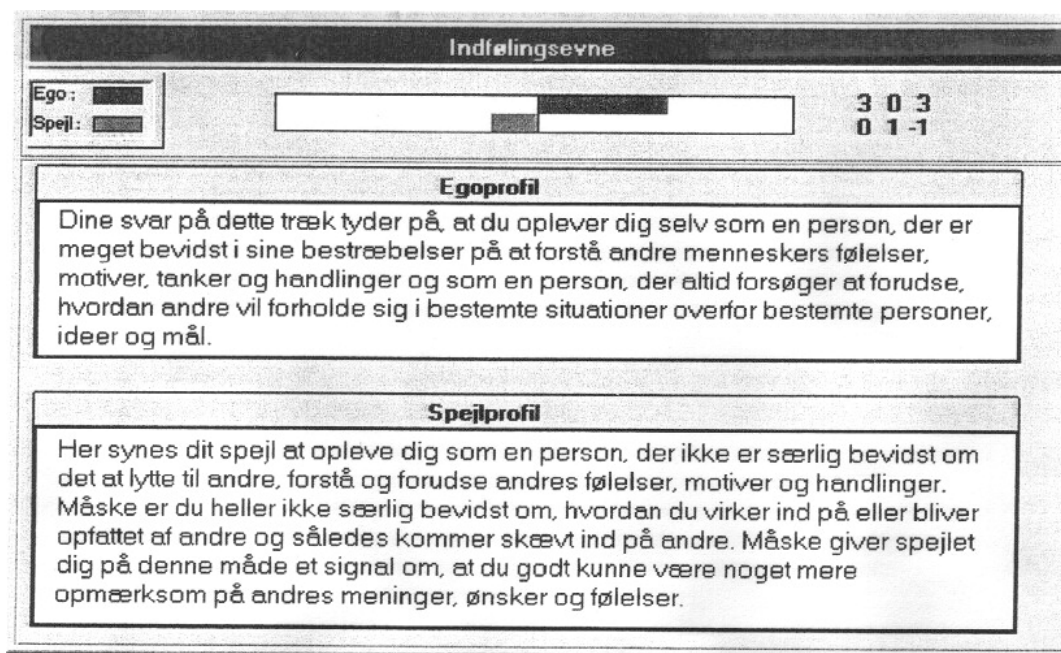 Indfølingsevne
Ego:
3 0 3
Spejl:
0 1 -1
Egoprofil
Dine svar på dette træk tyder på, at du oplever dig selv som en person, der er
meget bevidst i sine bestræbelser på at forstå andre menneskers følelser,
motiver, tanker og handlinger og som en person, der altid forsøger at forudse,
hvordan andre vil forholde sig i bestemte situationer overfor bestemte personer,
ideer og mål.
Spejlprofil
Her synes dit spejl at opleve dig som en person, der ikke er særlig bevidst om
det at lytte til andre, forstå og forudse andres følelser, motiver og handlinger.
Måske er du heller ikke særlig bevidst om, hvordan du virker ind på eller bliver
opfattet af andre og således kommer skævt ind på andre. Måske giver spejlet
dig på denne måde et signal om, at du godt kunne være noget mere
opmærksom på andres meninger, ønsker og følelser.